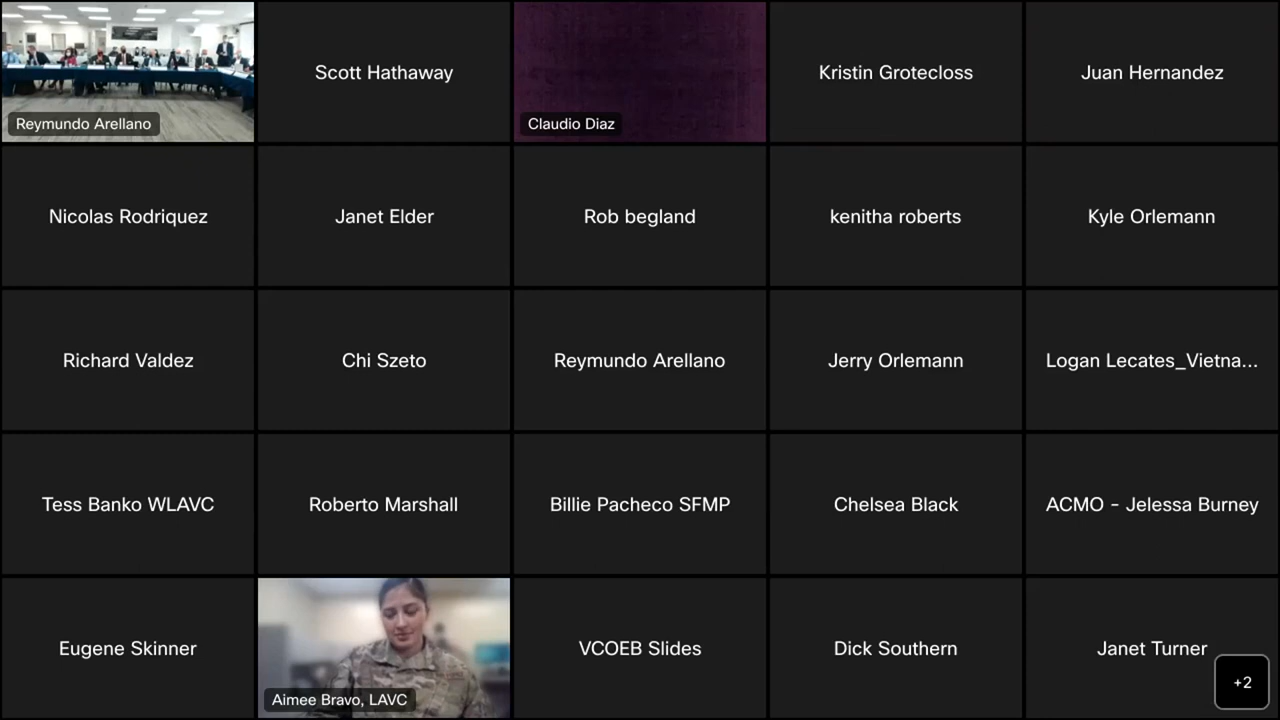 Reymundo Arellano
Scott Hathaway
Claudio Diaz
Kristin Grotecloss
Juan Hernandez
Nicolas Rodriquez
Janet Elder
Rob begland
kenitha roberts
Kyle Orlemann
Richard Valdez
Chi Szeto
Reymundo Arellano
Jerry Orlemann
Logan Lecates_Vietna...
Tess Banko WLAVC
Roberto Marshall
Billie Pacheco SFMP
Chelsea Black
ACMO - Jelessa Burney
Eugene Skinner
Aimee Bravo, LAVC
VCOEB Slides
Dick Southern
Janet Turner
+2